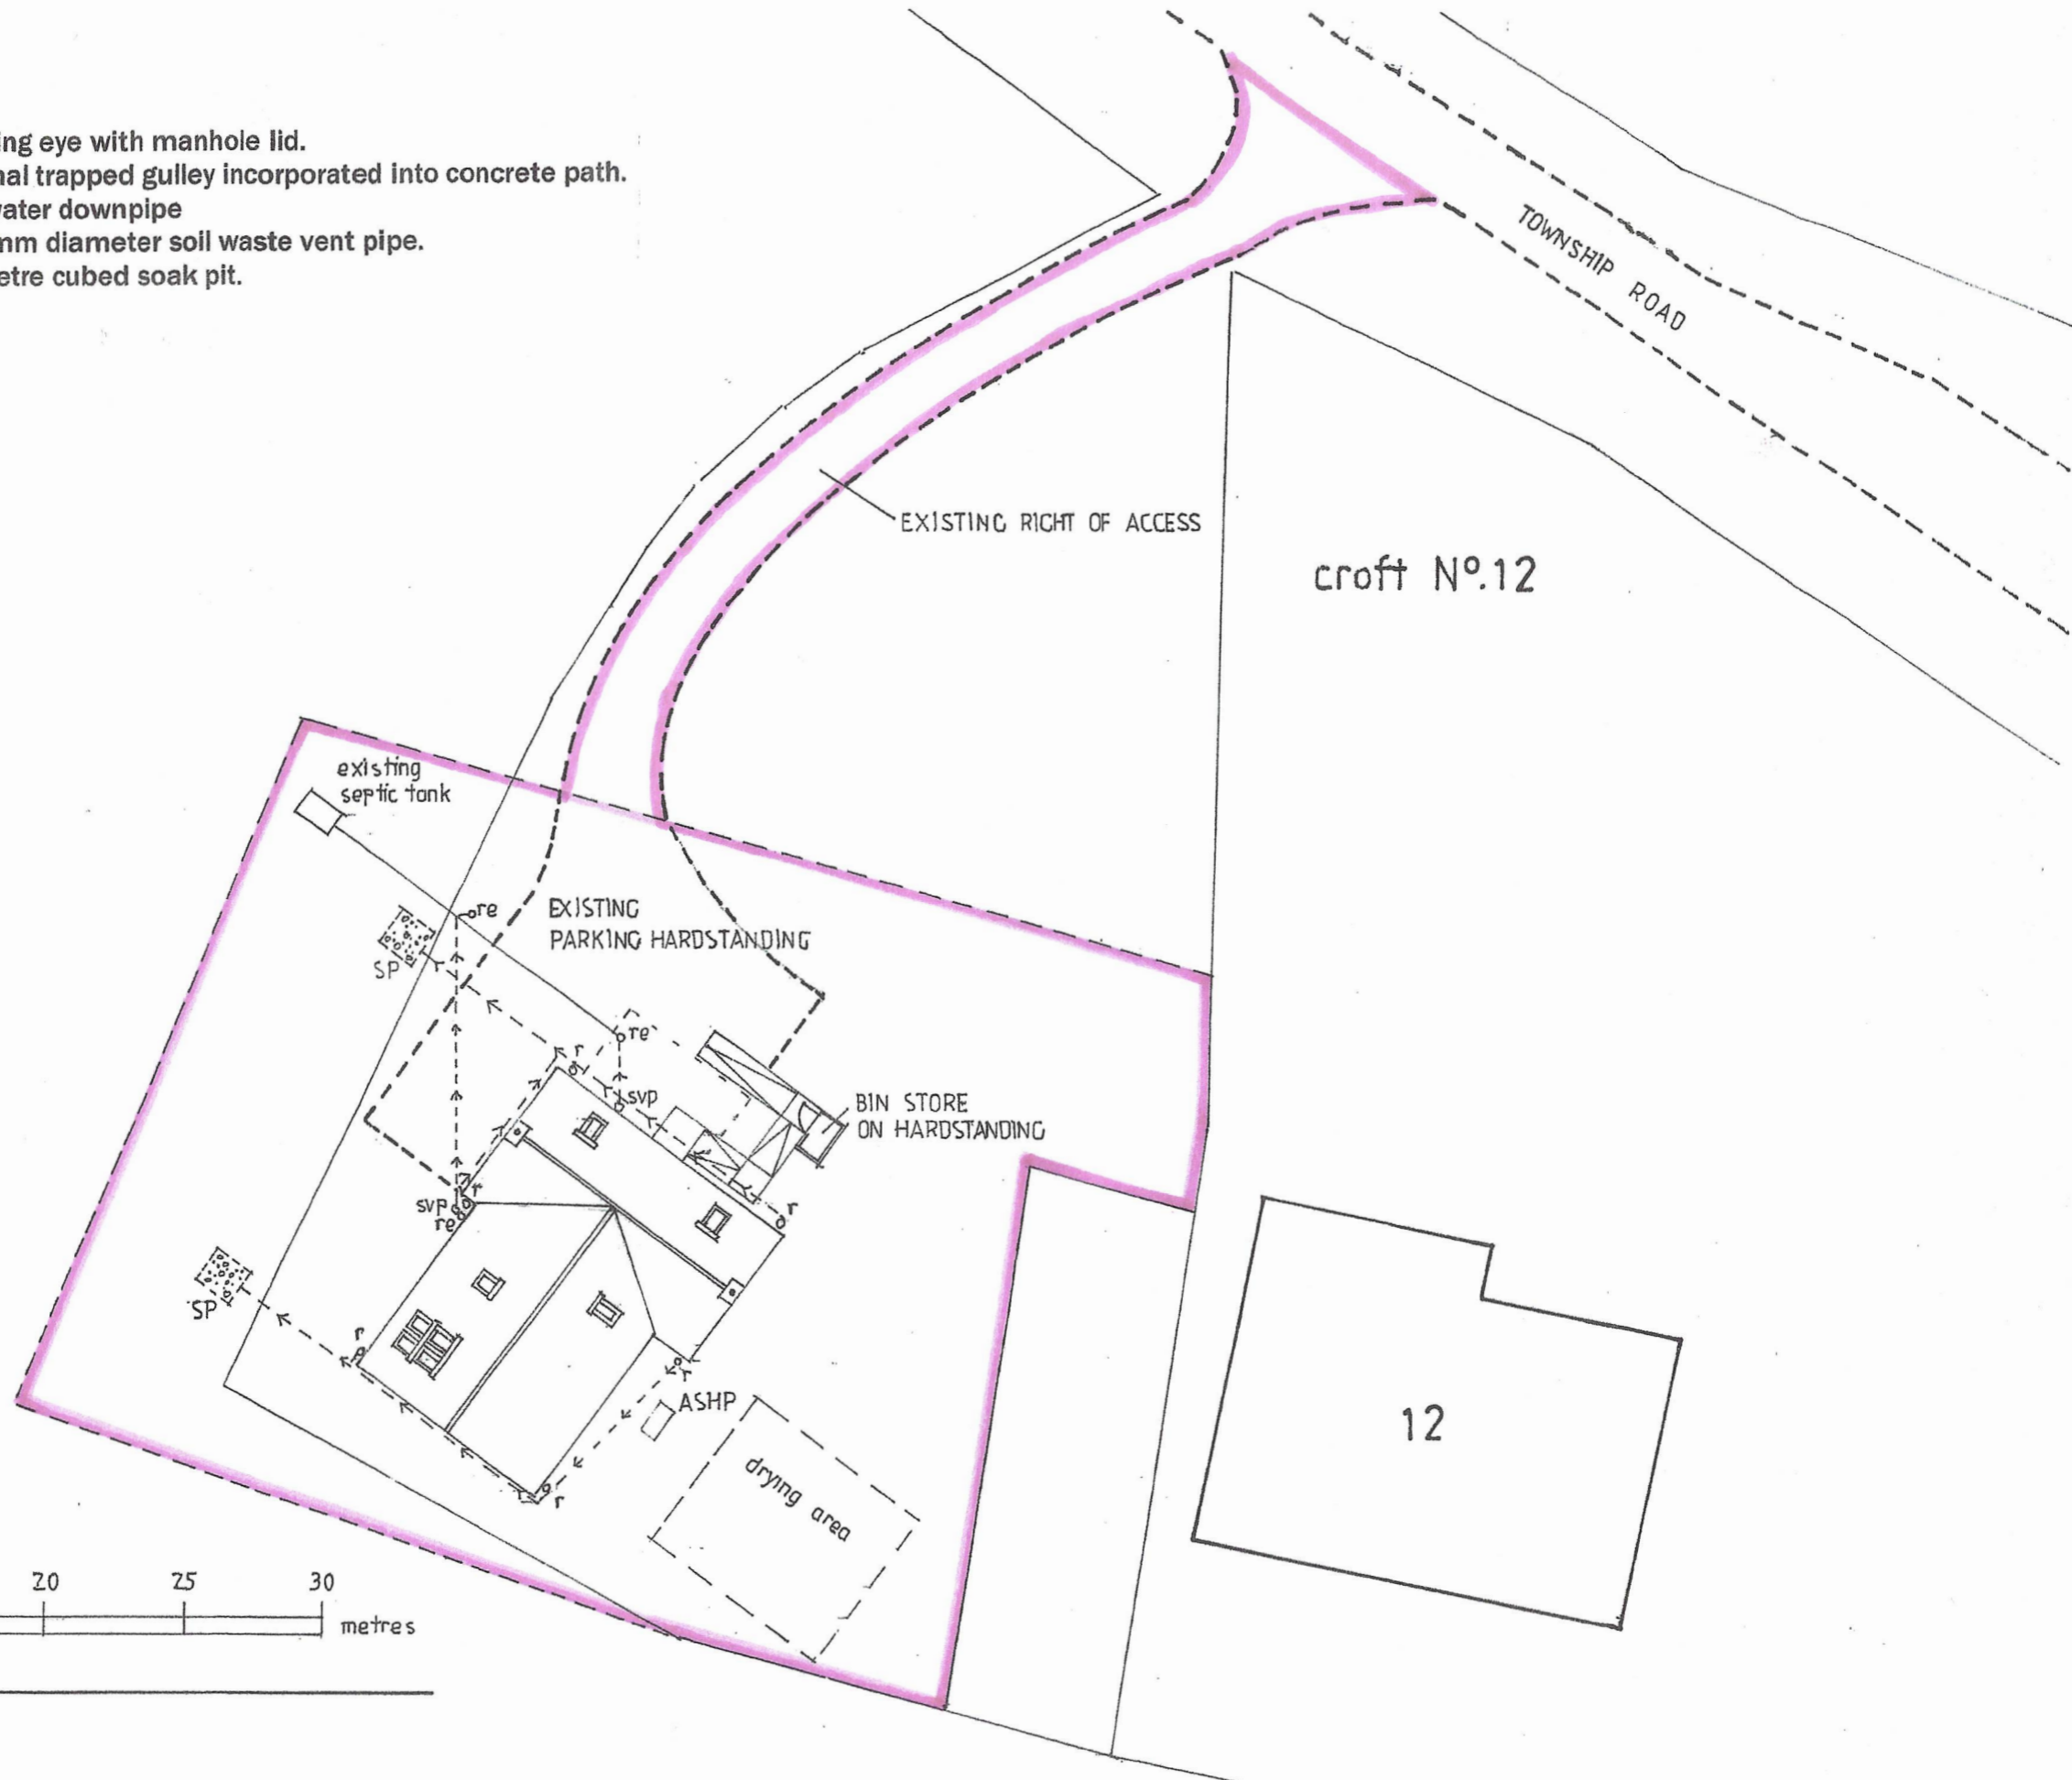 ing eye with manhole lid.
nal trapped gulley incorporated into concrete path.
vater downpipe
mm diameter soil waste vent pipe.
etre cubed soak pit.
TOWNSHIP ROAD
EXISTING RIGHT OF ACCESS
croft Nº.12
existing
septic tank
re
EXISTING
PARKING HARDSTANDING
SP
r
re
r
svp
BIN STORE
ON HARDSTANDING
r
svp
re
r
SP
r
r
ASHP
drying area
r
12
20 25 30
metres